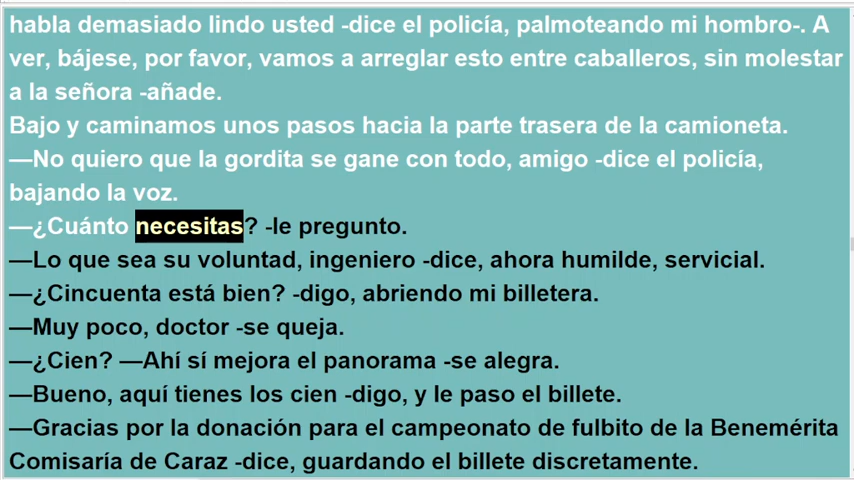 habla demasiado lindo usted -dice el policía, palmoteando mi hombro-. A
ver, bájese, por favor, vamos a arreglar esto entre caballeros, sin molestar
a la señora -añade.
Bajo y caminamos unos pasos hacia la parte trasera de la camioneta.
—No quiero que la gordita se gane con todo, amigo -dice el policía,
bajando la voz.
—¿Cuánto necesitas? -le pregunto.
—Lo que sea su voluntad, ingeniero -dice, ahora humilde, servicial.
—¿Cincuenta está bien? -digo, abriendo mi billetera.
—Muy poco, doctor -se queja.
—¿Cien? —Ahí sí mejora el panorama -se alegra.
—Bueno, aquí tienes los cien -digo, y le paso el billete.
—Gracias por la donación para el campeonato de fulbito de la Benemérita
Comisaría de Caraz -dice, guardando el billete discretamente.